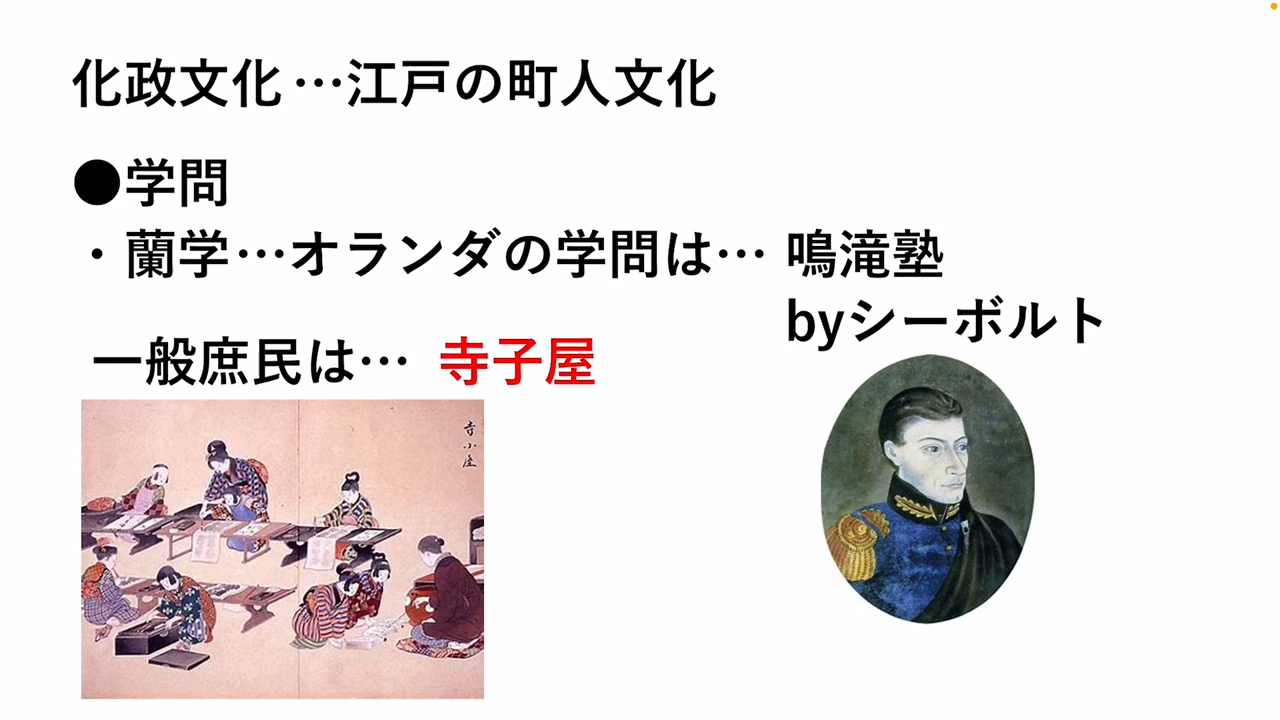 化政文化…江戸の町人文化
●学問
・蘭学…オランダの学問は…鳴滝塾
byシーボルト
一般庶民は…寺子屋
寺小屋